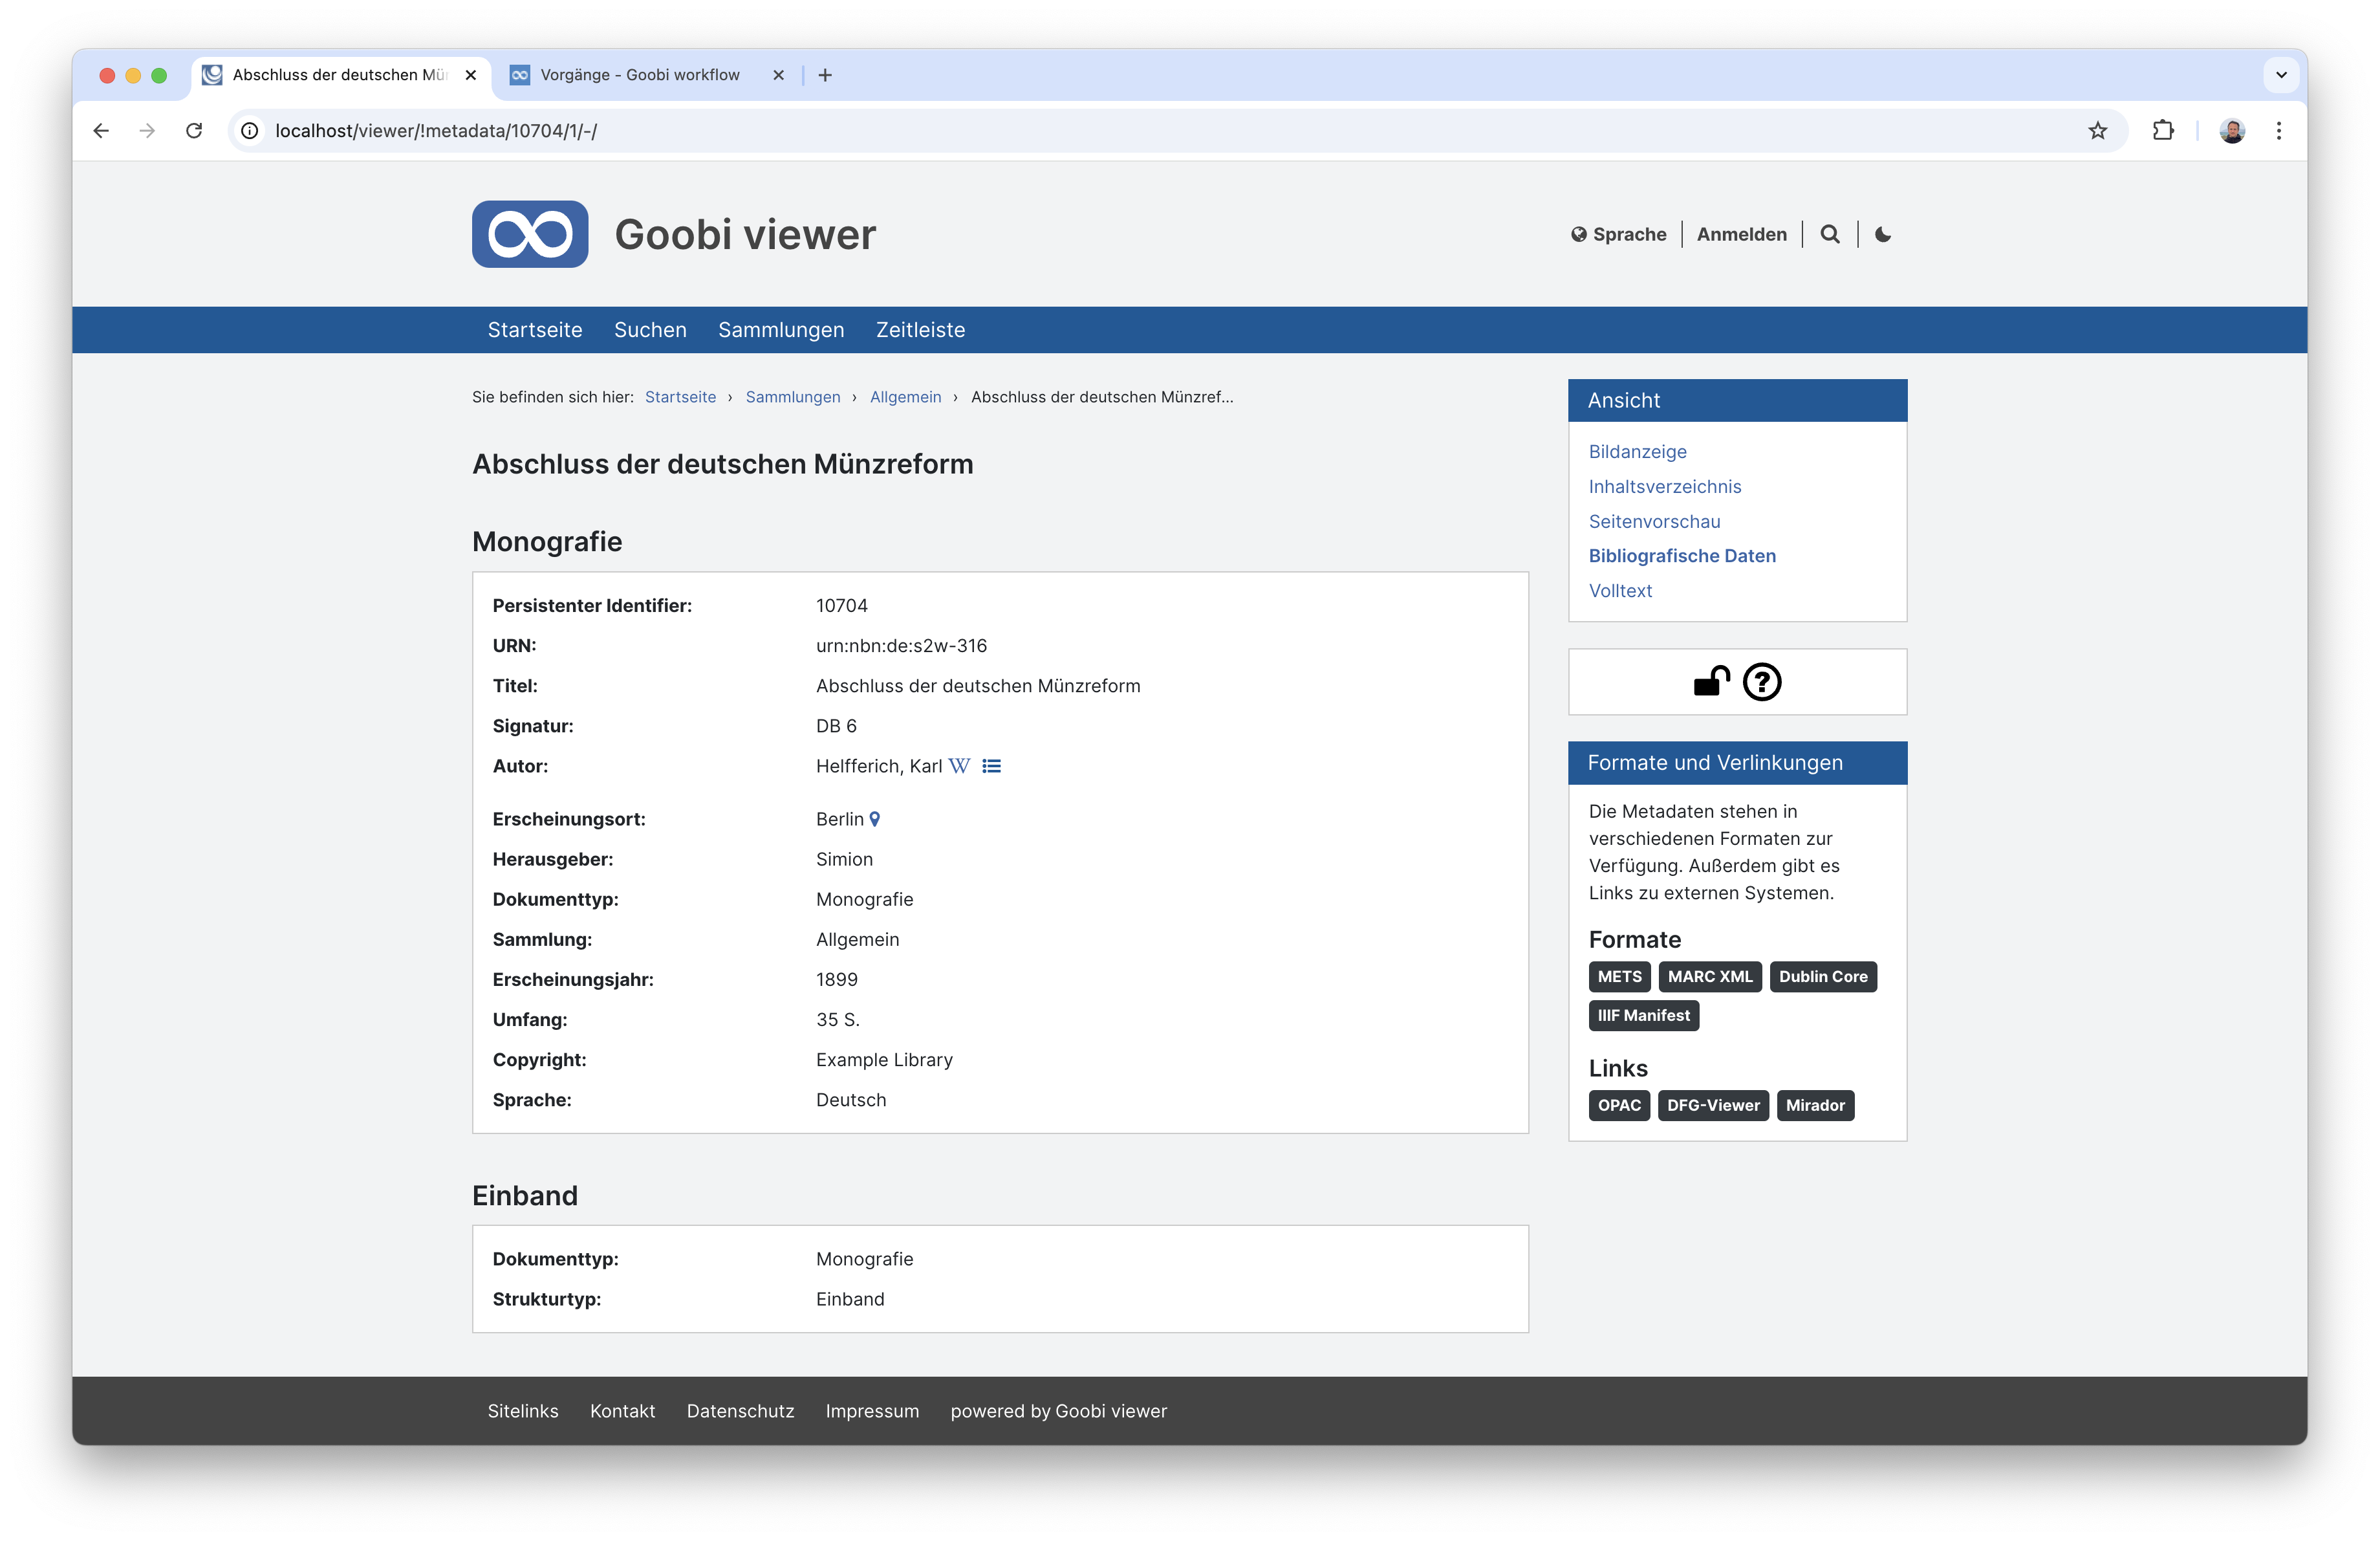 Abschluss der deutschen Mün
Vorgänge - Goobi workflow
localhost/viewer/!metadata/10704/1/-/
Goobi viewer
Sprache
Anmelden
Startseite Suchen Sammlungen Zeitleiste
Sie befinden sich hier: Startseite › Sammlungen › Allgemein › Abschluss der deutschen Münzref...
Abschluss der deutschen Münzreform
Monografie
Persistenter Identifier: 10704
URN: urn:nbn:de:s2w-316
Titel: Abschluss der deutschen Münzreform
Signatur: DB 6
Autor: Helfferich, Karl W
Erscheinungsort: Berlin
Herausgeber: Simion
Dokumenttyp: Monografie
Sammlung: Allgemein
Erscheinungsjahr: 1899
Umfang: 35 S.
Copyright: Example Library
Sprache: Deutsch
Einband
Dokumenttyp: Monografie
Strukturtyp: Einband
Ansicht
Bildanzeige
Inhaltsverzeichnis
Seitenvorschau
Bibliografische Daten
Volltext
Formate und Verlinkungen
Die Metadaten stehen in
verschiedenen Formaten zur
Verfügung. Außerdem gibt es
Links zu externen Systemen.
Formate
METS MARC XML Dublin Core
IIIF Manifest
Links
OPAC DFG-Viewer Mirador
Sitelinks Kontakt Datenschutz Impressum powered by Goobi viewer